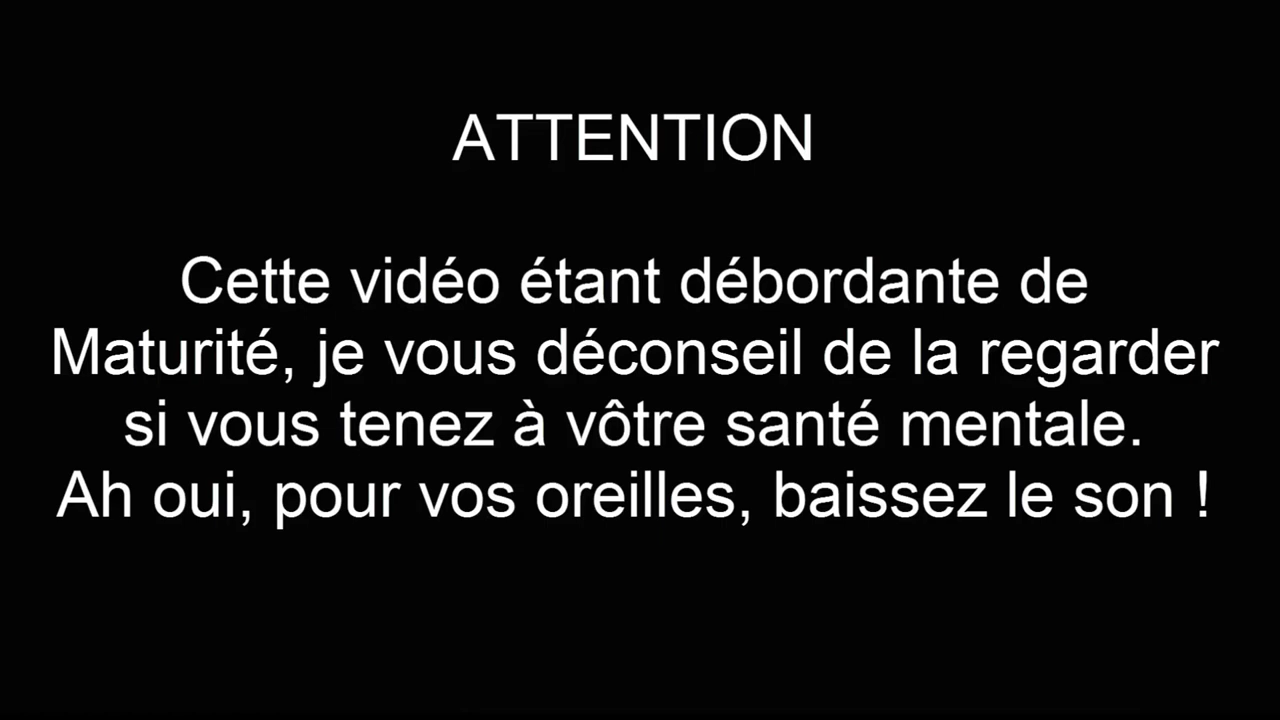 ATTENTION
Cette vidéo étant débordante de
Maturité, je vous déconseil de la regarder
si vous tenez à vôtre santé mentale.
Ah oui, pour vos oreilles, baissez le son !